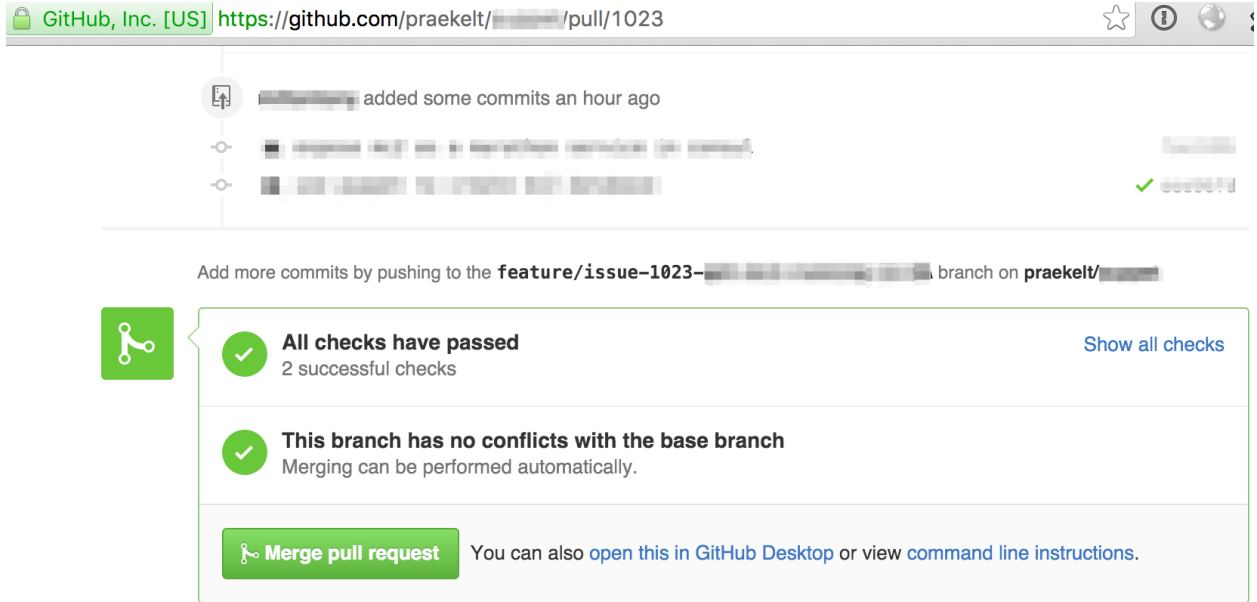 GitHub, Inc. [US] https://github.com/praekelt/ /pull/1023
added some commits an hour ago
Add more commits by pushing to the feature/issue-1023- branch on praekelt/
All checks have passed
Show all checks
2 successful checks
This branch has no conflicts with the base branch
Merging can be performed automatically.
Merge pull request You can also open this in GitHub Desktop or view command line instructions.